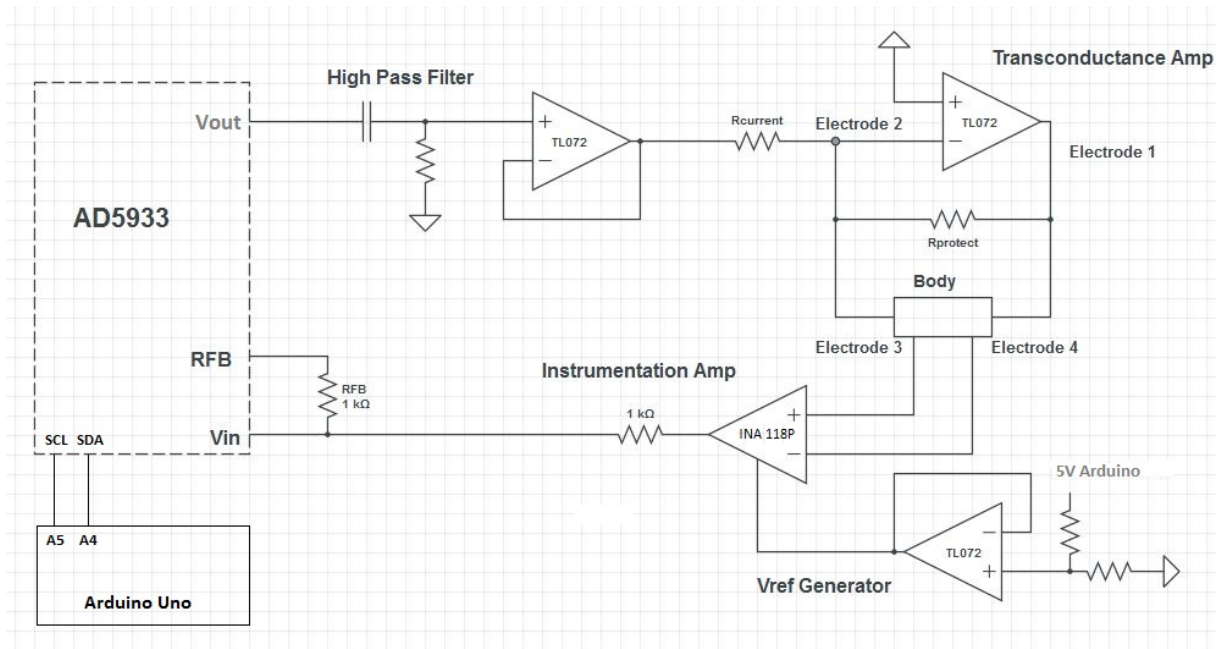 High Pass Filter
Transconductance Amp
Vout
+
−
TL072
Rcurrent
Electrode 2
+
−
TL072
Electrode 1
AD5933
Rprotect
Body
Electrode 3
Electrode 4
RFB
RFB
1 kΩ
Instrumentation Amp
1 kΩ
+
−
INA 118P
Vin
SCL SDA
5V Arduino
−
+
TL072
A5 A4
Vref Generator
Arduino Uno